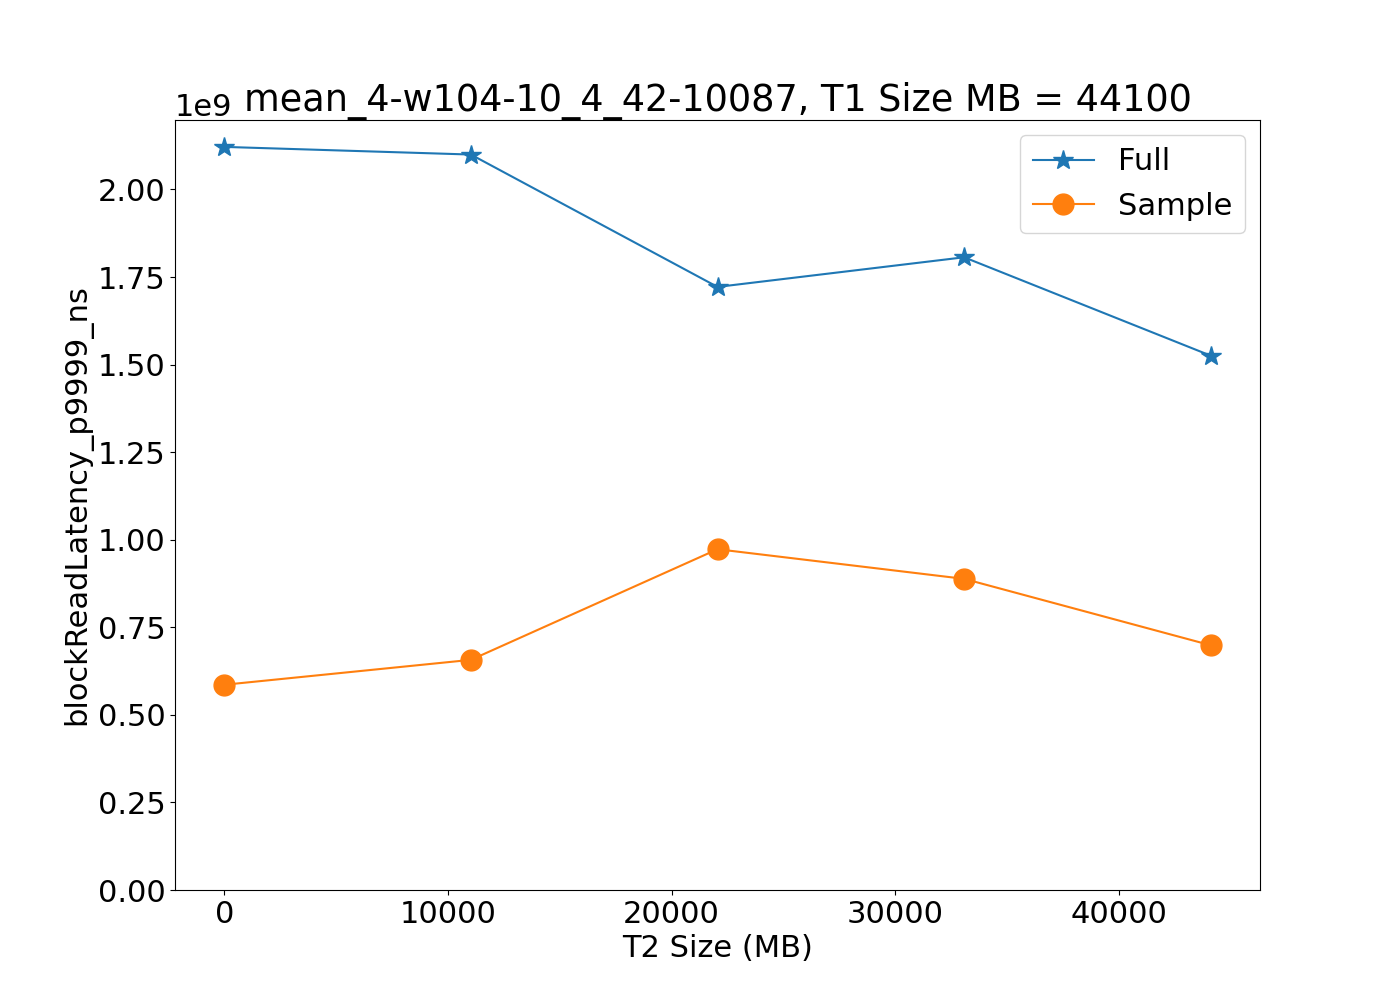 1e9 mean_4-w104-10_4_42-10087, T1 Size MB = 44100
Full
Sample
2.00
1.75
1.50
1.25
1.00
0.75
0.50
0.25
0.00
blockReadLatency_p9999_ns
0 10000 20000 30000 40000
T2 Size (MB)